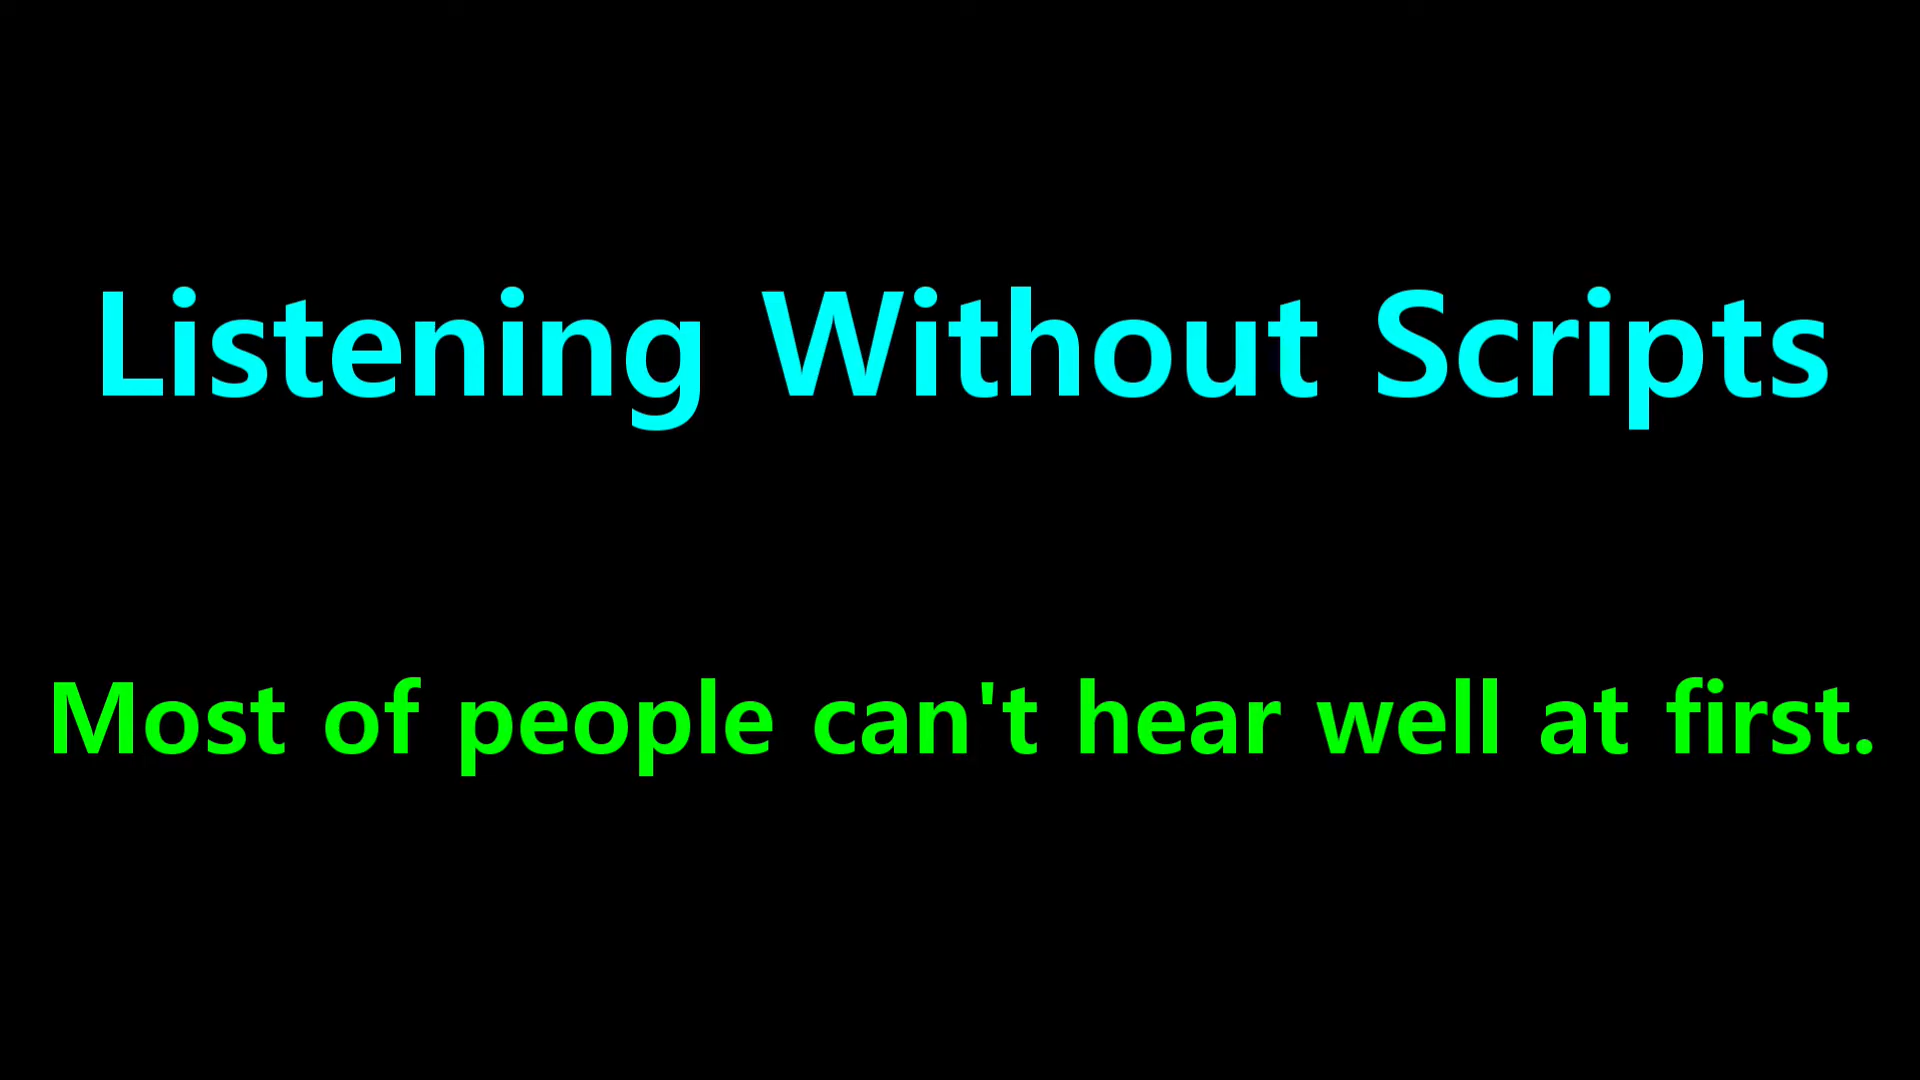 Listening Without Scripts
Most of people can't hear well at first.